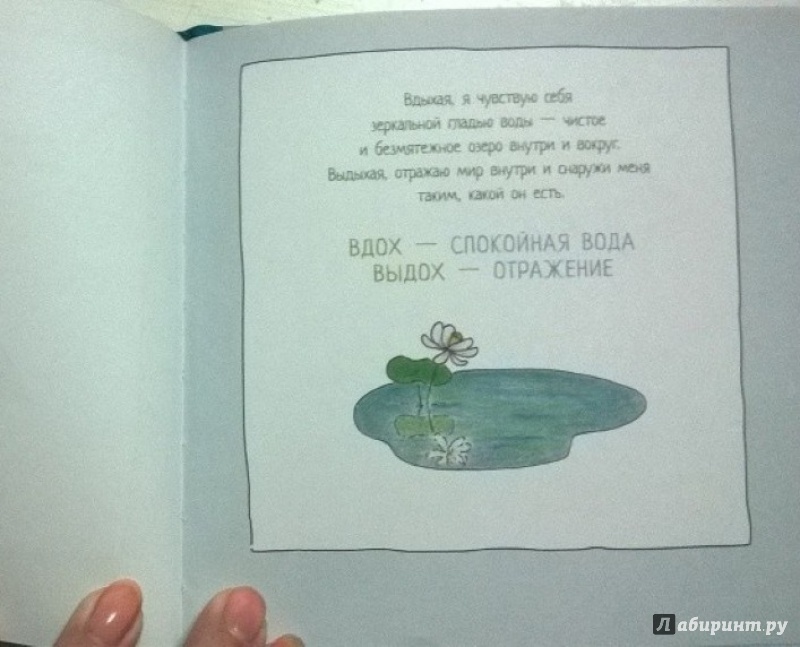 Вдыхая, я чувствую себя
зеркальной гладью воды — чистое
и безмятежное озеро внутри и вокруг.
Выдыхая, отражаю мир внутри и снаружи меня
таким, какой он есть.
ВДОХ — СПОКОЙНАЯ ВОДА
ВЫДОХ — ОТРАЖЕНИЕ
Лабиринт.ру